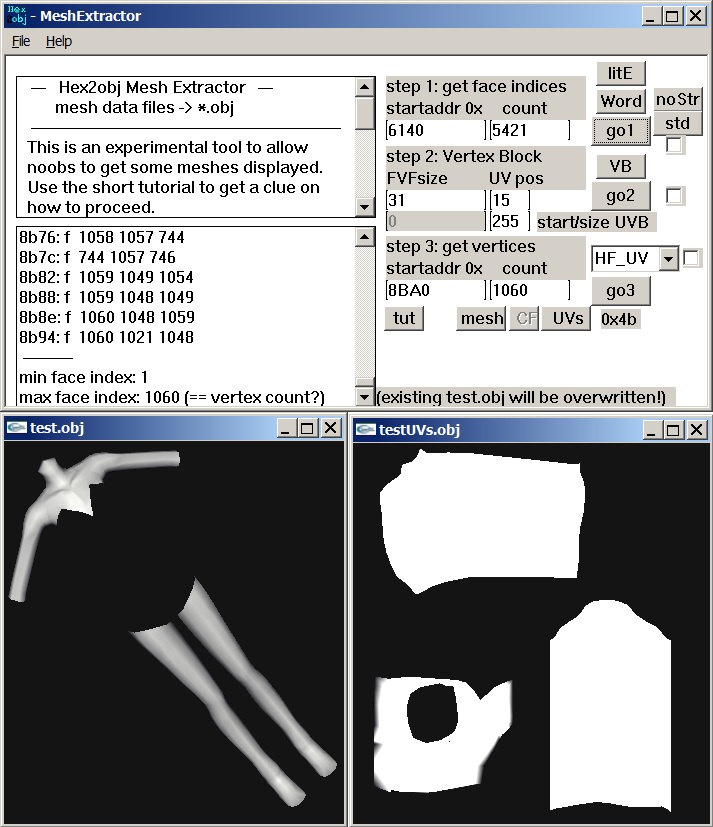 Hex obj - MeshExtractor
File Help
— Hex2obj Mesh Extractor —
mesh data files -> *.obj
This is an experimental tool to allow
noobs to get some meshes displayed.
Use the short tutorial to get a clue on
how to proceed.
8b76: f 1058 1057 744
8b7c: f 744 1057 746
8b82: f 1059 1049 1054
8b88: f 1059 1048 1049
8b8e: f 1060 1048 1059
8b94: f 1060 1021 1048
min face index: 1
max face index: 1060 (== vertex count?)
step 1: get face indices
startaddr 0x count
6140 5421
litE
Word noStr
go1 std
step 2: Vertex Block
FVFsize UV pos
31 15
0 255 start/size UVB
VB
go2
step 3: get vertices
startaddr 0x count
8BA0 1060
HF_UV
go3
tut mesh CF UVs 0x4b
(existing test.obj will be overwritten!)
test.obj
testUVs.obj